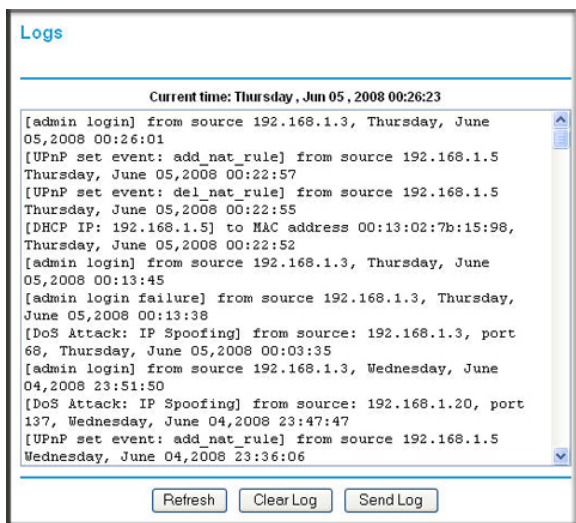 Logs
Current time: Thursday , Jun 05 , 2008 00:26:23
[admin login] from source 192.168.1.3, Thursday, June
05,2008 00:26:01
[UPnP set event: add_nat_rule] from source 192.168.1.5
Thursday, June 05,2008 00:22:57
[UPnP set event: del_nat_rule] from source 192.168.1.5
Thursday, June 05,2008 00:22:55
[DHCP IP: 192.168.1.5] to MAC address 00:13:02:7b:15:98,
Thursday, June 05,2008 00:22:52
[admin login] from source 192.168.1.3, Thursday, June
05,2008 00:13:45
[admin login failure] from source 192.168.1.3, Thursday,
June 05,2008 00:13:38
[DoS Attack: IP Spoofing] from source: 192.168.1.3, port
68, Thursday, June 05,2008 00:03:35
[admin login] from source 192.168.1.3, Wednesday, June
04,2008 23:51:50
[DoS Attack: IP Spoofing] from source: 192.168.1.20, port
137, Wednesday, June 04,2008 23:47:47
[UPnP set event: add_nat_rule] from source 192.168.1.5
Wednesday, June 04,2008 23:36:06
Refresh Clear Log Send Log